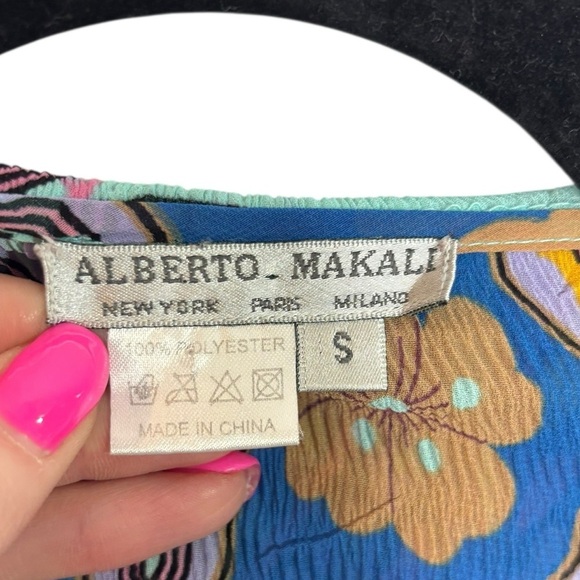 ALBERTO. MAKALI
NEW YORK PARIS MILANO
100% POLYESTER
S
MADE IN CHINA